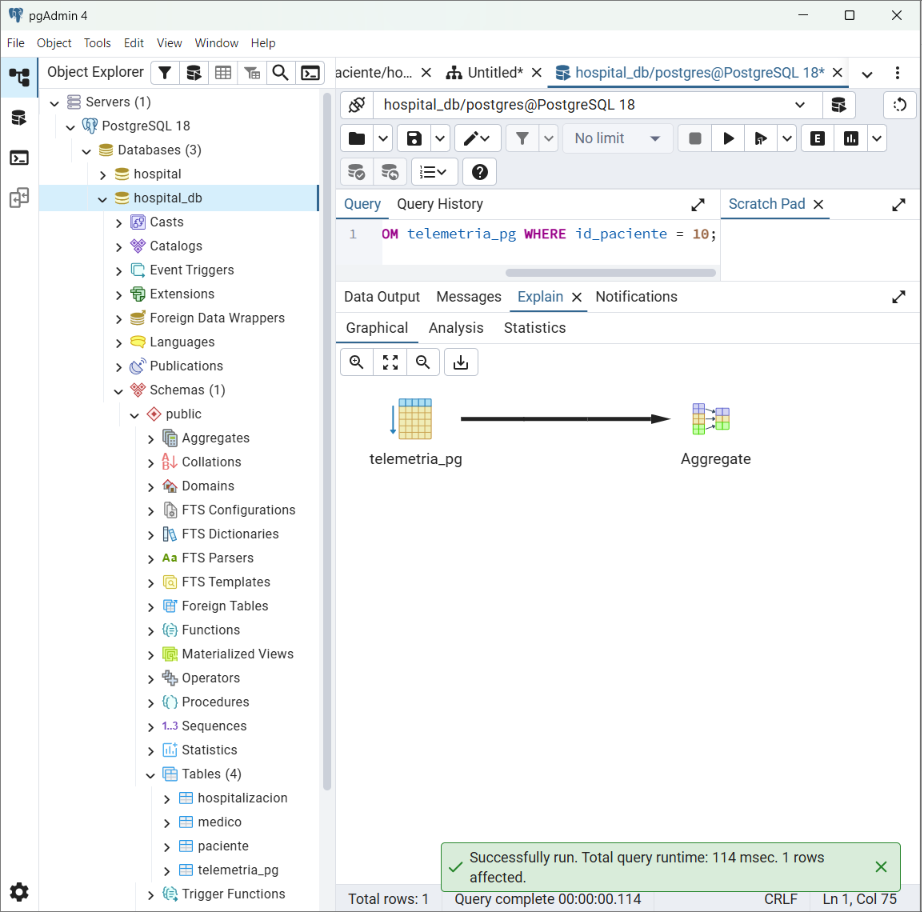 pgAdmin 4
File Object Tools Edit View Window Help
Object Explorer
aciente/ho...
Untitled*
hospital_db/postgres@PostgreSQL 18*
Servers (1)
PostgreSQL 18
Databases (3)
hospital
hospital_db
Casts
Catalogs
Event Triggers
Extensions
Foreign Data Wrappers
Languages
Publications
Schemas (1)
public
Aggregates
Collations
Domains
FTS Configurations
FTS Dictionaries
Aa FTS Parsers
FTS Templates
Foreign Tables
Functions
Materialized Views
Operators
Procedures
1..3 Sequences
Statistics
Tables (4)
hospitalizacion
medico
paciente
telemetria_pg
Trigger Functions
hospital_db/postgres@PostgreSQL 18
No limit
E
Query Query History
Scratch Pad
1 OM telemetria_pg WHERE id_paciente = 10;
Data Output Messages Explain Notifications
Graphical Analysis Statistics
telemetria_pg
Aggregate
Successfully run. Total query runtime: 114 msec. 1 rows
affected.
Total rows: 1 Query complete 00:00:00.114 CRLF Ln 1, Col 75